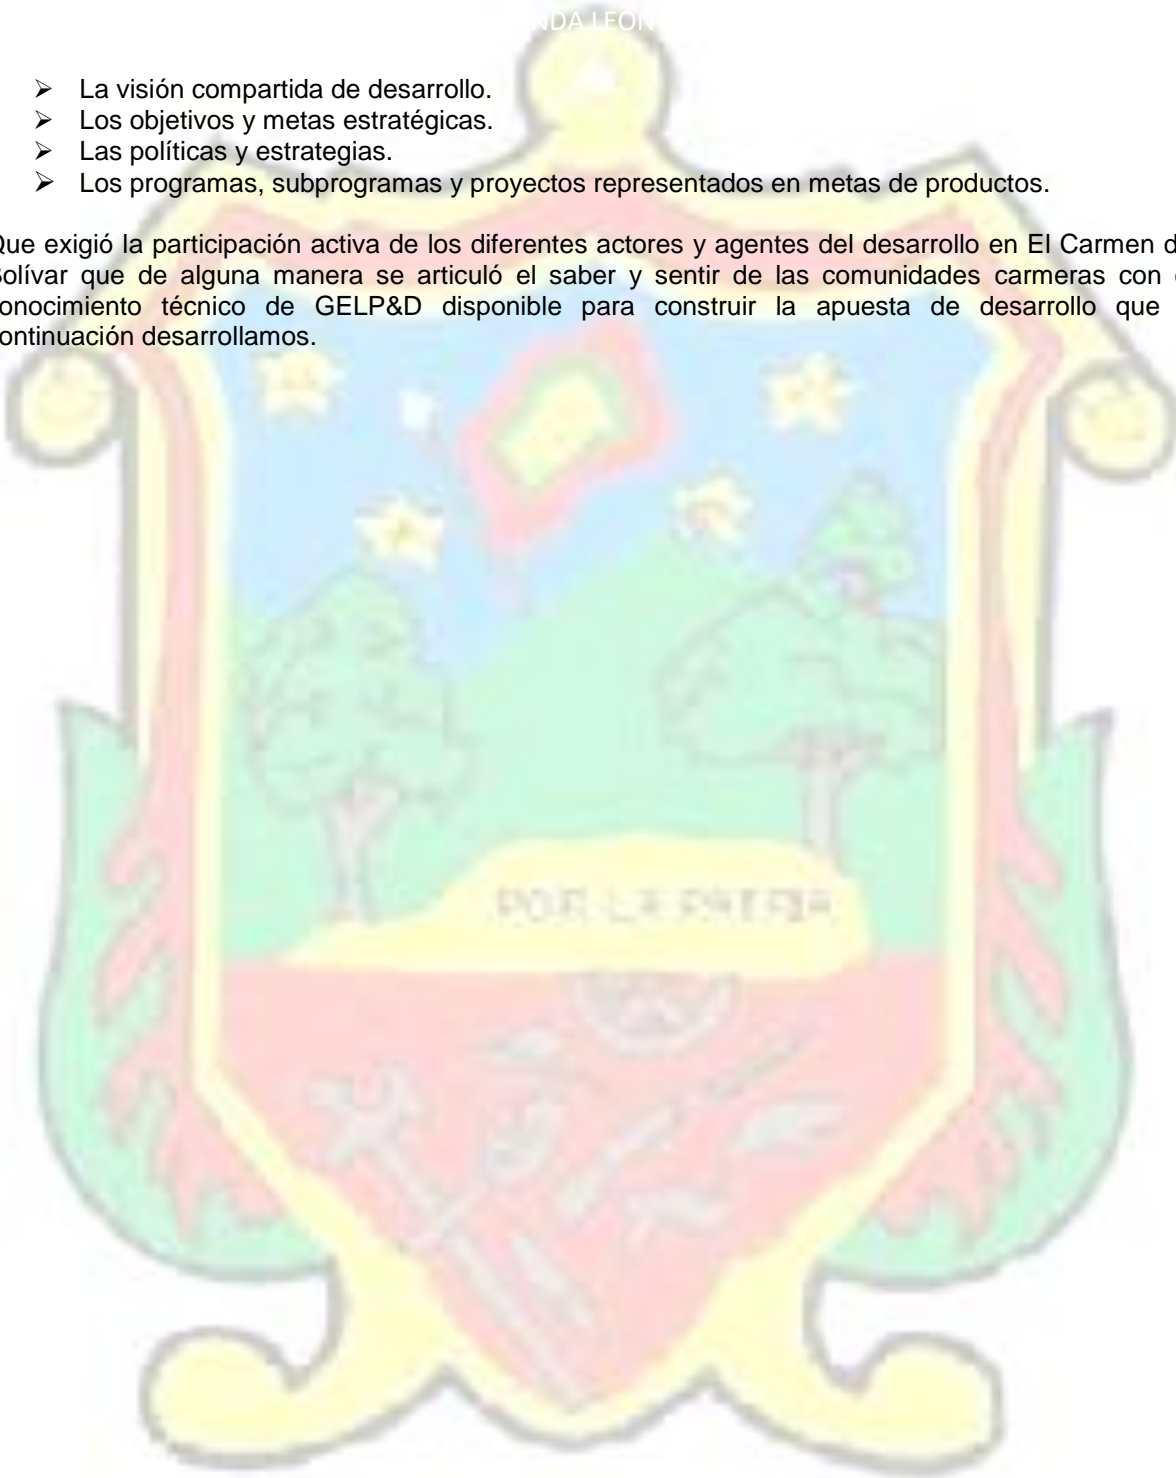 NDA LEON
➢ La visión compartida de desarrollo.
➢ Los objetivos y metas estratégicas.
➢ Las políticas y estrategias.
➢ Los programas, subprogramas y proyectos representados en metas de productos.
Que exigió la participación activa de los diferentes actores y agentes del desarrollo en El Carmen d
Bolívar que de alguna manera se articuló el saber y sentir de las comunidades carmeras con
onocimiento técnico de GELP&D disponible para construir la apuesta de desarrollo que
ontinuación desarrollamos.
POR LA PATRIA